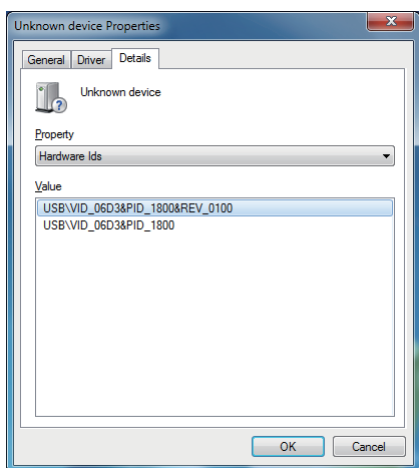 Unknown device Properties
General Driver Details
Unknown device
Property
Hardware Ids
Value
USB\VID_06D3&PID_1800&REV_0100
USB\VID_06D3&PID_1800
OK Cancel